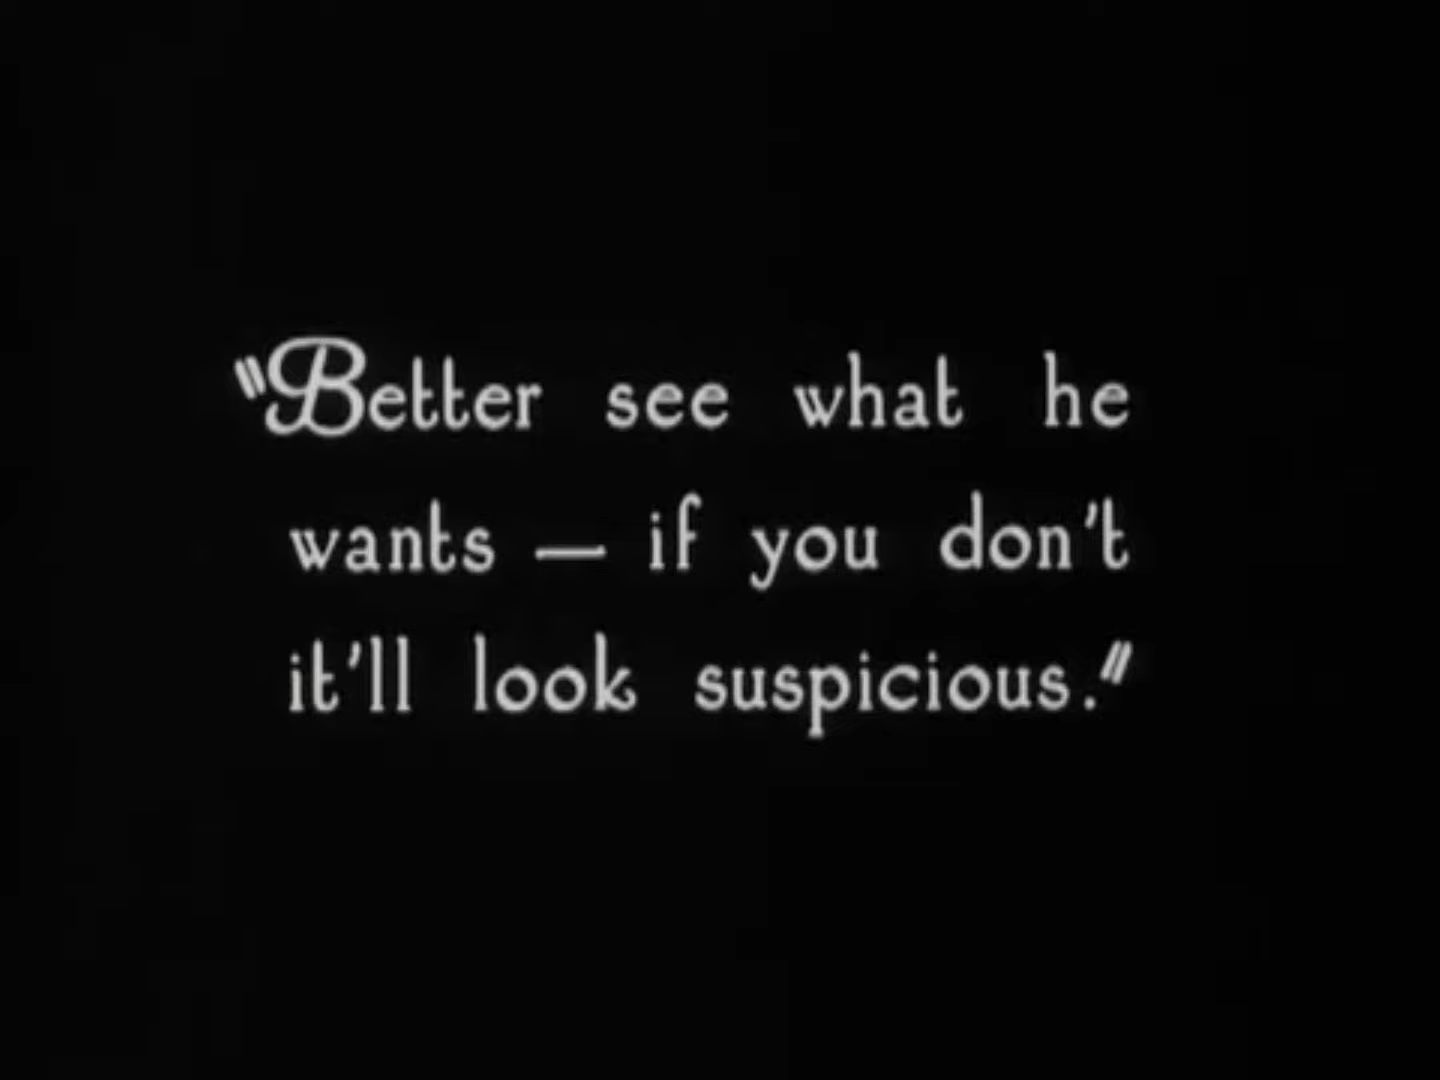 "Better see what he
wants — if you don't
it'll look suspicious."